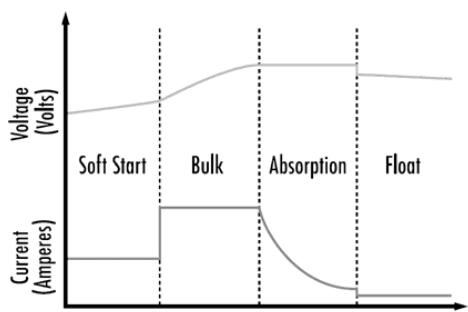 Voltage
(Volts)
Soft Start
Bulk
Absorption
Float
Current
(Amperes)